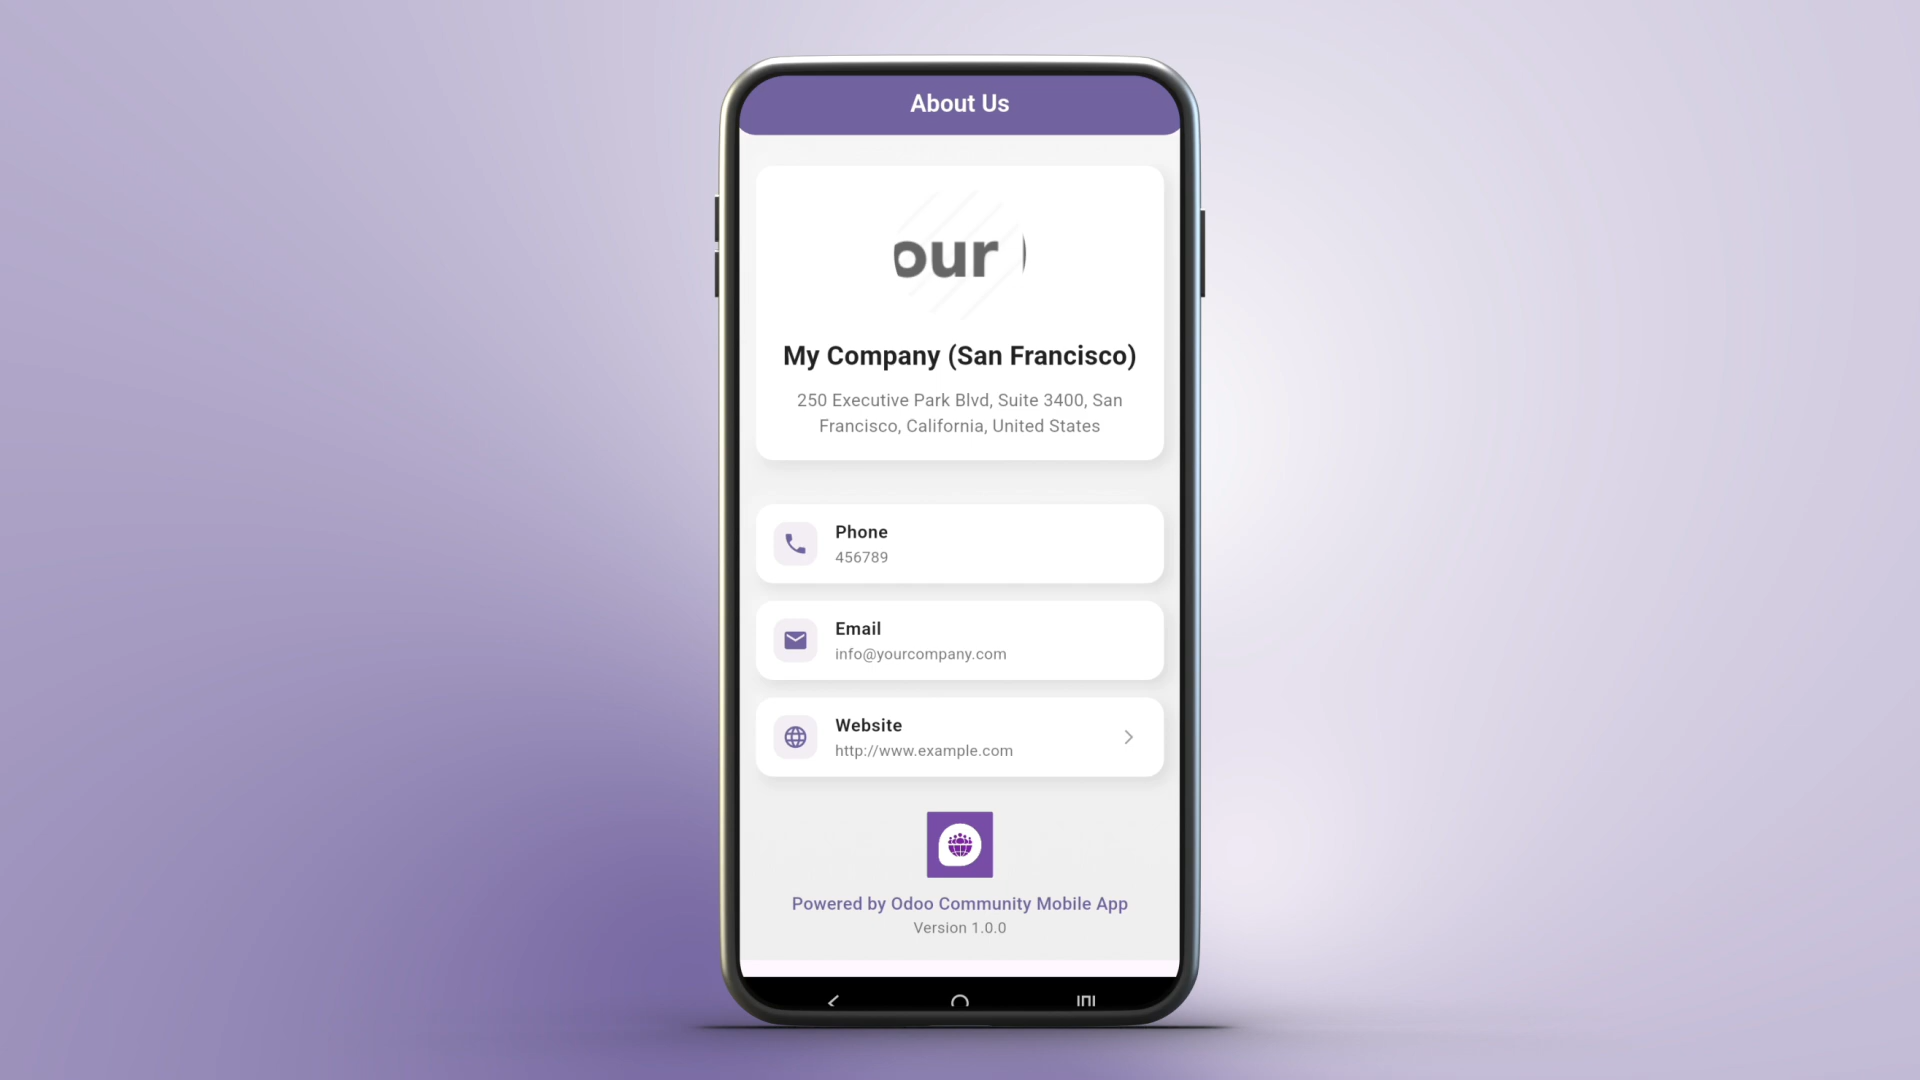 About Us
our
My Company (San Francisco)
250 Executive Park Blvd, Suite 3400, San
Francisco, California, United States
Phone
456789
Email
info@yourcompany.com
Website
http://www.example.com
Powered by Odoo Community Mobile App
Version 1.0.0